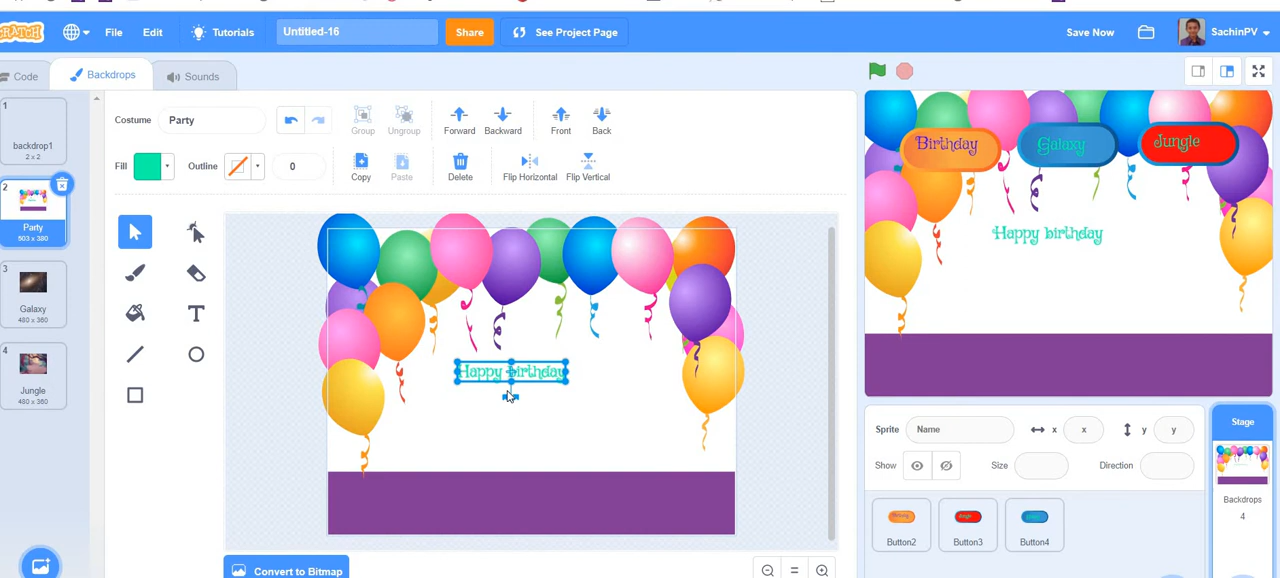 RATCH
File
Edit
Tutorials
Untitled-16
Share
See Project Page
Save Now
SachinPV
Code
Backdrops
Sounds
1
backdrop1
2 x 2
2
Party
503 x 380
3
Galaxy
480 x 360
4
Jungle
480 x 360
Costume
Party
Group
Ungroup
Forward
Backward
Front
Back
Fill
Outline
0
Copy
Paste
Delete
Flip Horizontal
Flip Vertical
T
Happy birthday
Convert to Bitmap
Birthday
Galaxy
Jungle
Happy birthday
Sprite
Name
x
x
y
y
Show
Size
Direction
Button2
Button3
Button4
Stage
Backdrops
4